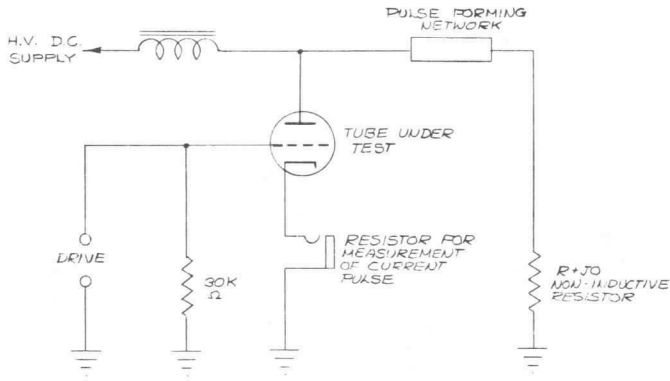 PULSE FORMING
NETWORK
H.V. D.C.
SUPPLY
TUBE UNDER
TEST
DRIVE
30K
Ω
RESISTOR FOR
MEASUREMENT
OF CURRENT
PULSE
R+JO
NON-INDUCTIVE
RESISTOR